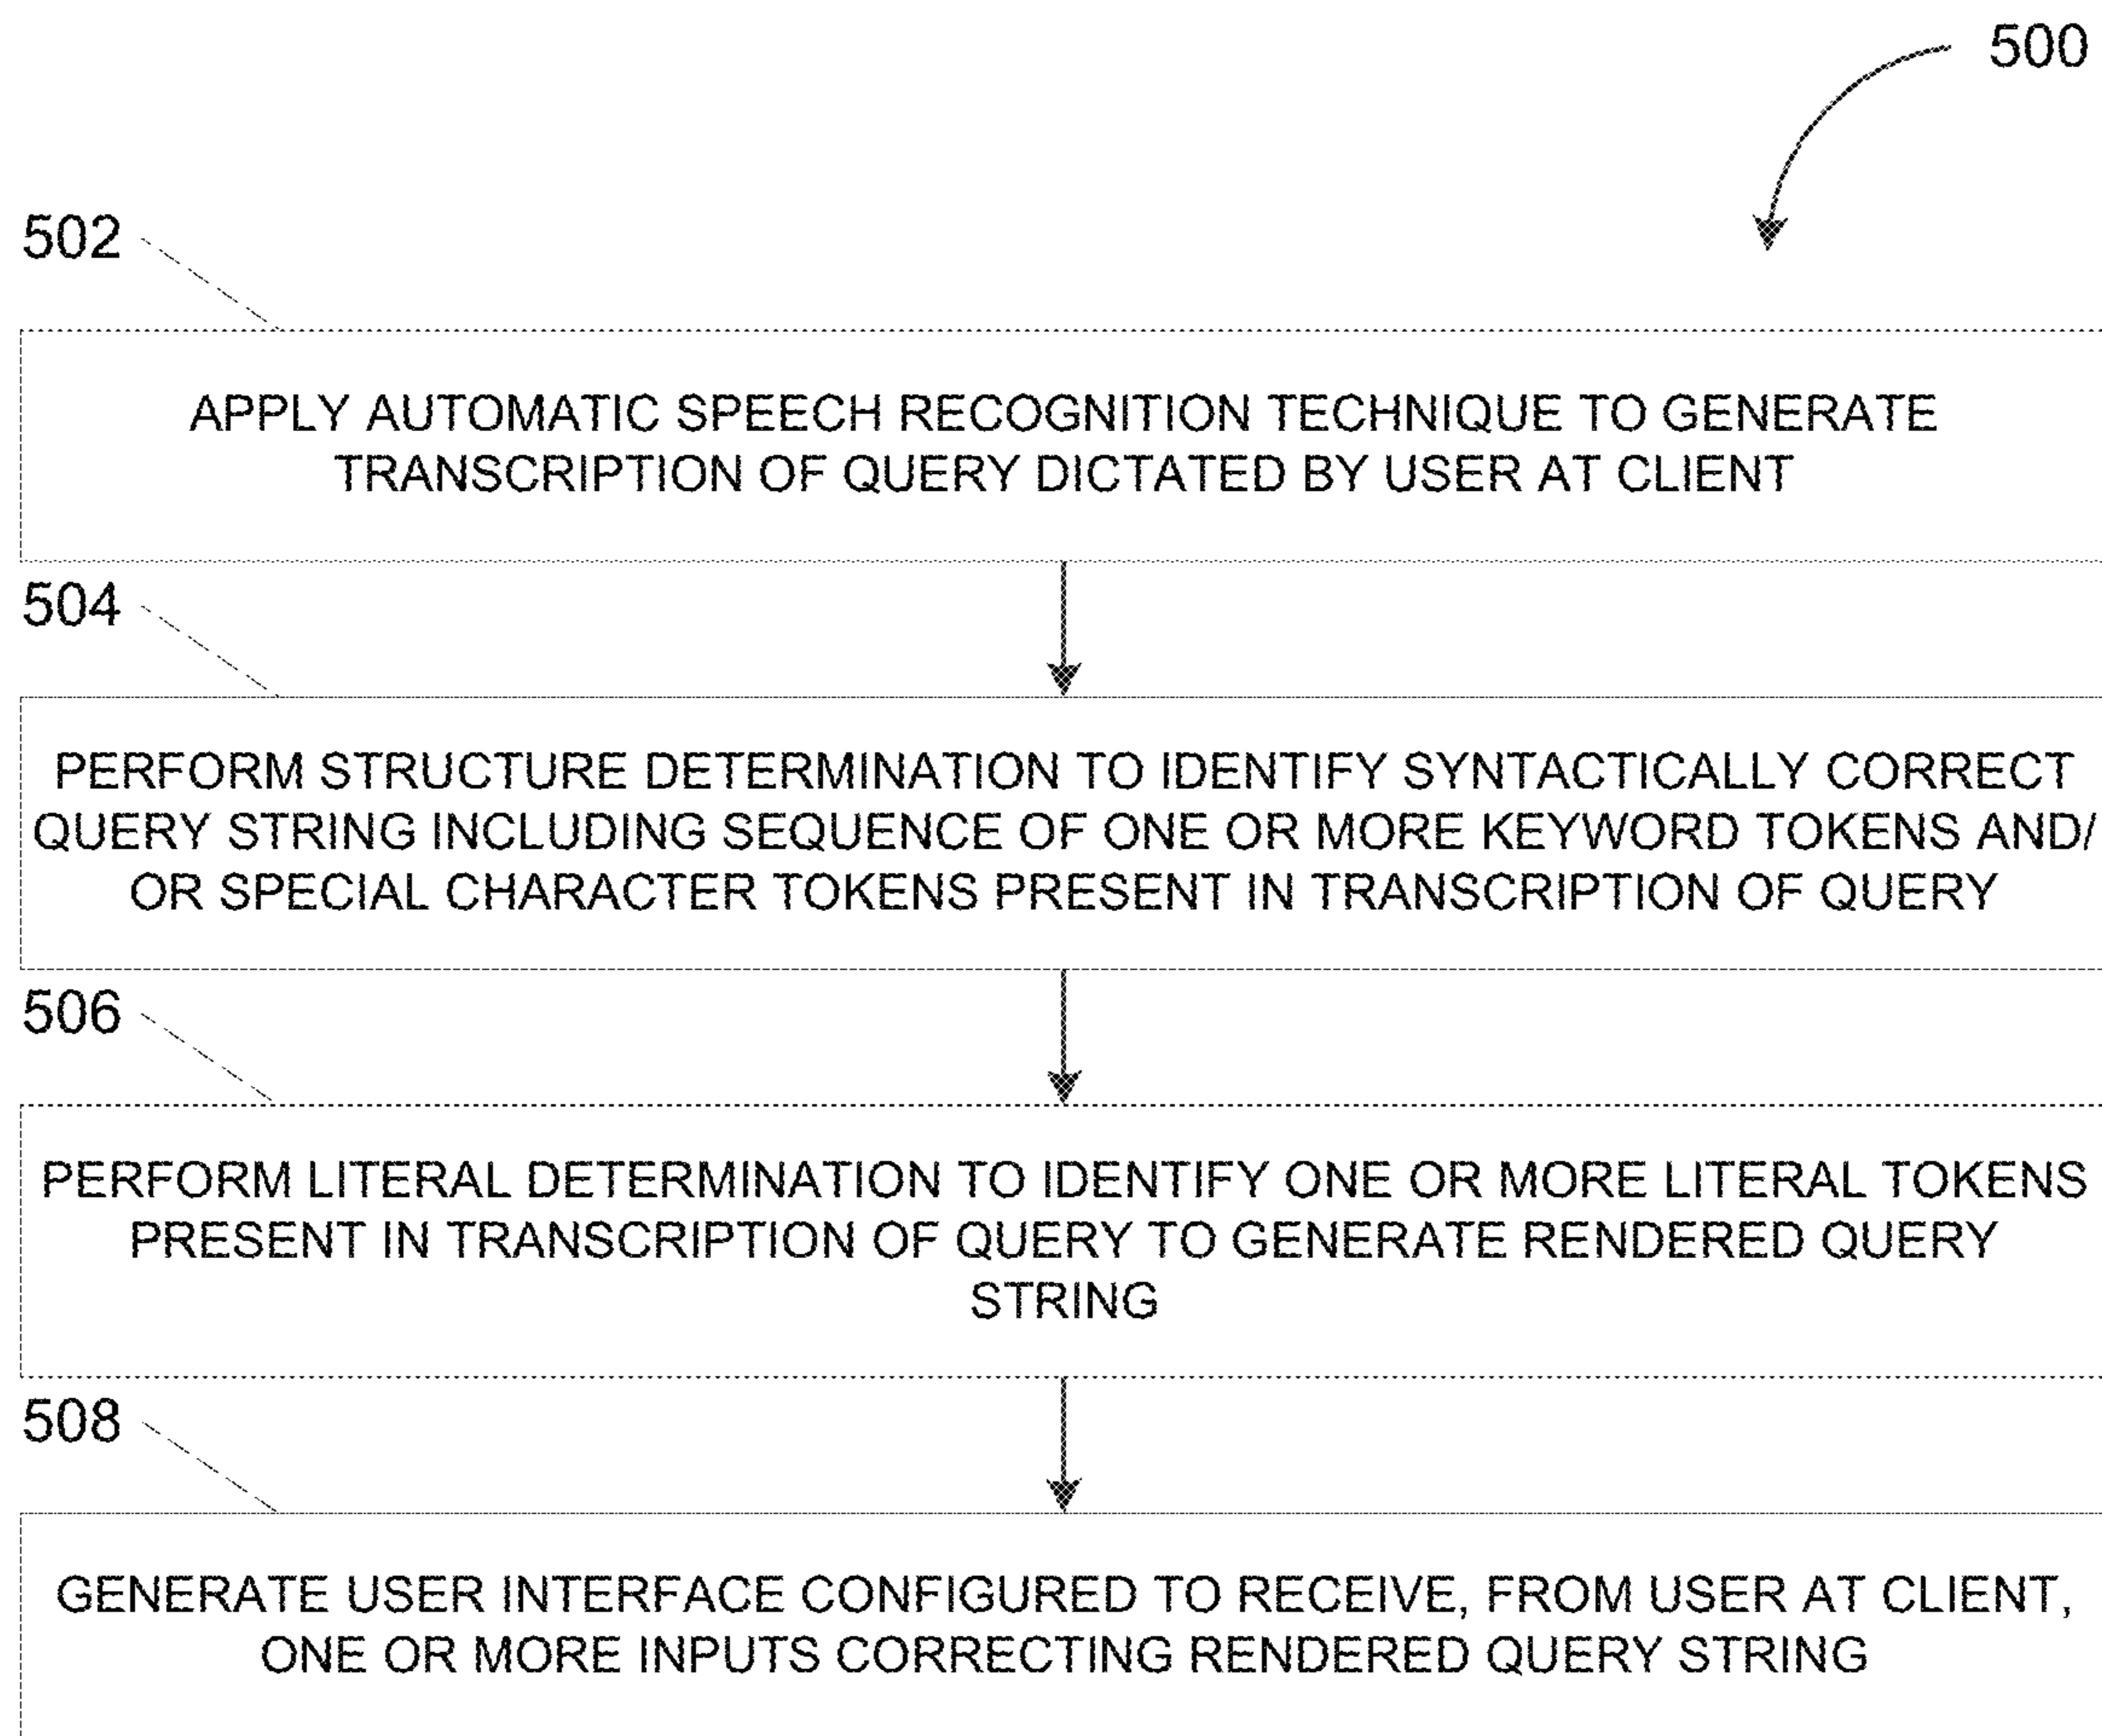 500
502
APPLY AUTOMATIC SPEECH RECOGNITION TECHNIQUE TO GENERATE
TRANSCRIPTION OF QUERY DICTATED BY USER AT CLIENT
504
PERFORM STRUCTURE DETERMINATION TO IDENTIFY SYNTACTICALLY CORRECT
QUERY STRING INCLUDING SEQUENCE OF ONE OR MORE KEYWORD TOKENS AND/
OR SPECIAL CHARACTER TOKENS PRESENT IN TRANSCRIPTION OF QUERY
506
PERFORM LITERAL DETERMINATION TO IDENTIFY ONE OR MORE LITERAL TOKENS
PRESENT IN TRANSCRIPTION OF QUERY TO GENERATE RENDERED QUERY
STRING
508
GENERATE USER INTERFACE CONFIGURED TO RECEIVE, FROM USER AT CLIENT,
ONE OR MORE INPUTS CORRECTING RENDERED QUERY STRING